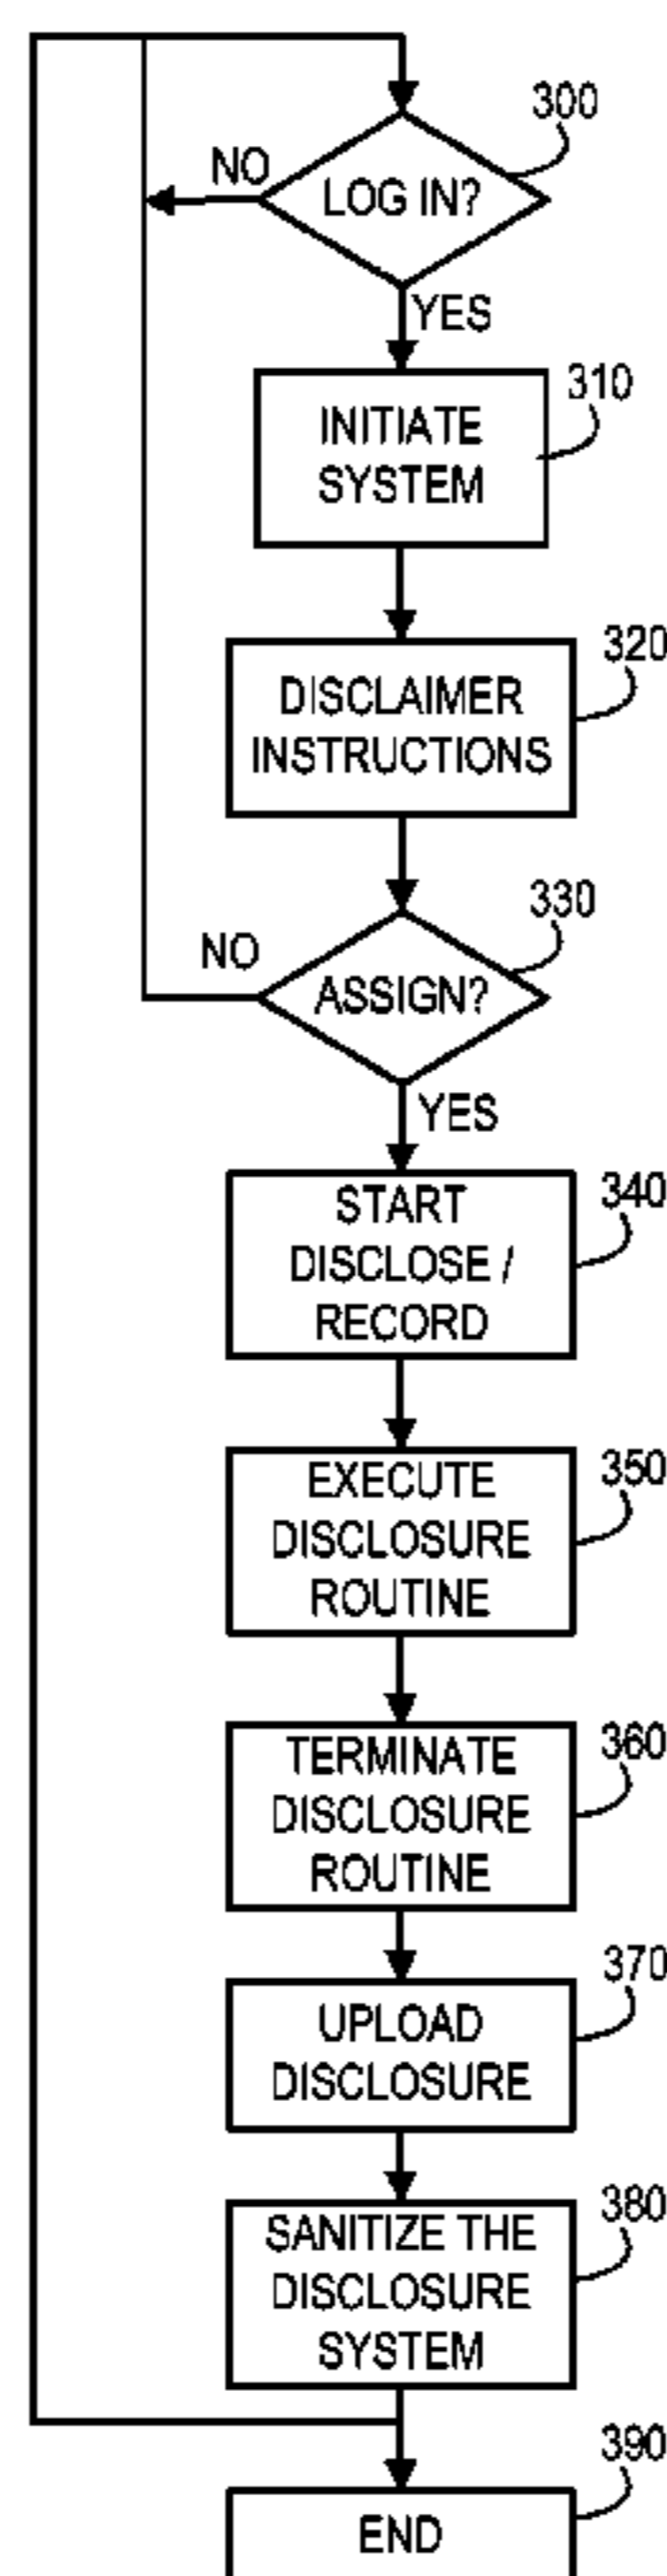 300
NO
LOG IN?
YES
310
INITIATE
SYSTEM
320
DISCLAIMER
INSTRUCTIONS
330
NO
ASSIGN?
YES
340
START
DISCLOSE /
RECORD
350
EXECUTE
DISCLOSURE
ROUTINE
360
TERMINATE
DISCLOSURE
ROUTINE
370
UPLOAD
DISCLOSURE
380
SANITIZE THE
DISCLOSURE
SYSTEM
390
END